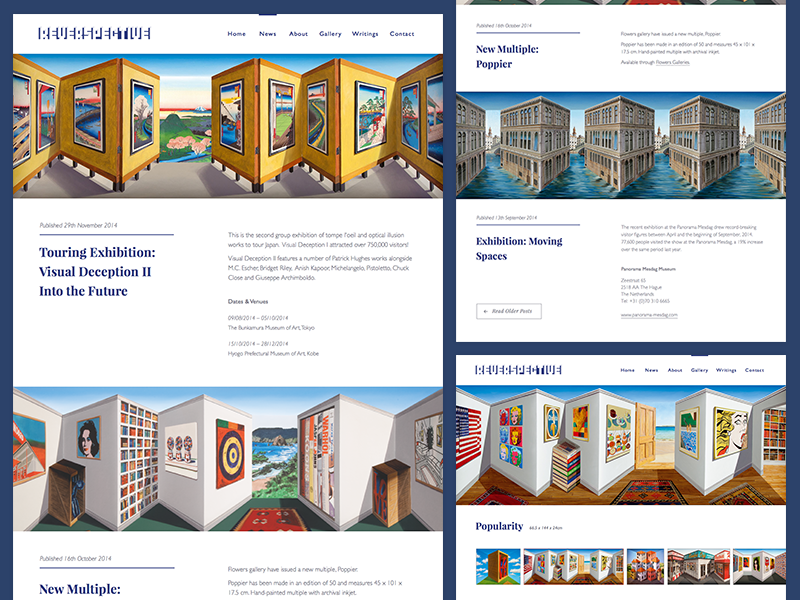 REVERSPECTIVE
Home News About Gallery Writings Contact
Published 29th November 2014
Touring Exhibition:
Visual Deception II
Into the Future
This is the second group exhibition of tompe l'oeil and optical illusion
works to tour Japan. Visual Deception I attracted over 750,000 visitors!
Visual Deception II features a number of Patrick Hughes works alongside
M.C. Escher, Bridget Riley, Anish Kapoor, Michelangelo, Pistoletto, Chuck
Close and Giuseppe Archimboldo.
Dates & Venues
09/08/2014 – 05/10/2014
The Bunkamura Museum of Art, Tokyo
15/10/2014 – 28/12/2014
Hyogo Prefectural Museum of Art, Kobe
WARHOL
Published 16th October 2014
New Multiple:
Flowers gallery have issued a new multiple, Poppier.
Poppier has been made in an edition of 50 and measures 45 x 101 x
17.5 cm. Hand-painted multiple with archival inkjet.
Published 16th October 2014
New Multiple:
Poppier
Flowers gallery have issued a new multiple, Poppier.
Poppier has been made in an edition of 50 and measures 45 x 101 x
17.5 cm. Hand-painted multiple with archival inkjet.
Available through Flowers Galleries.
Published 13th September 2014
Exhibition: Moving
Spaces
The recent exhibition at the Panorama Mesdag drew record-breaking
visitor figures between April and the beginning of September, 2014.
77,600 people visited the show at the Panorama Mesdag, a 19% increase
over the same period last year.
Panorama Mesdag Museum
Zeestraat 65
2518 AA The Hague
The Netherlands
Tel: +31 (0)70 310 6665
www.panorama-mesdag.com
← Read Older Posts
REVERSPECTIVE
Home News About Gallery Writings Contact
Popularity